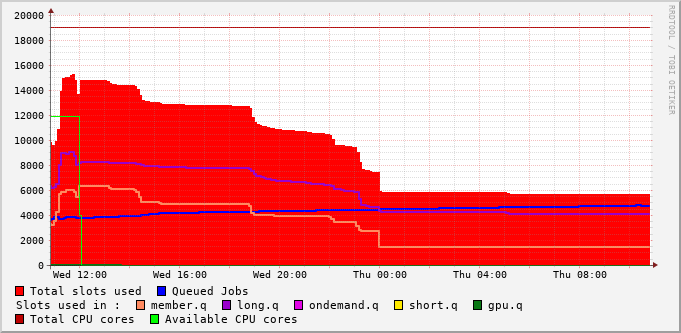 RRDTOOL / TOBI OETIKER
20000
18000
16000
14000
12000
10000
8000
6000
4000
2000
0
Wed 12:00 Wed 16:00 Wed 20:00 Thu 00:00 Thu 04:00 Thu 08:00
Total slots used Queued Jobs
Slots used in : member.q long.q ondemand.q short.q gpu.q
Total CPU cores Available CPU cores